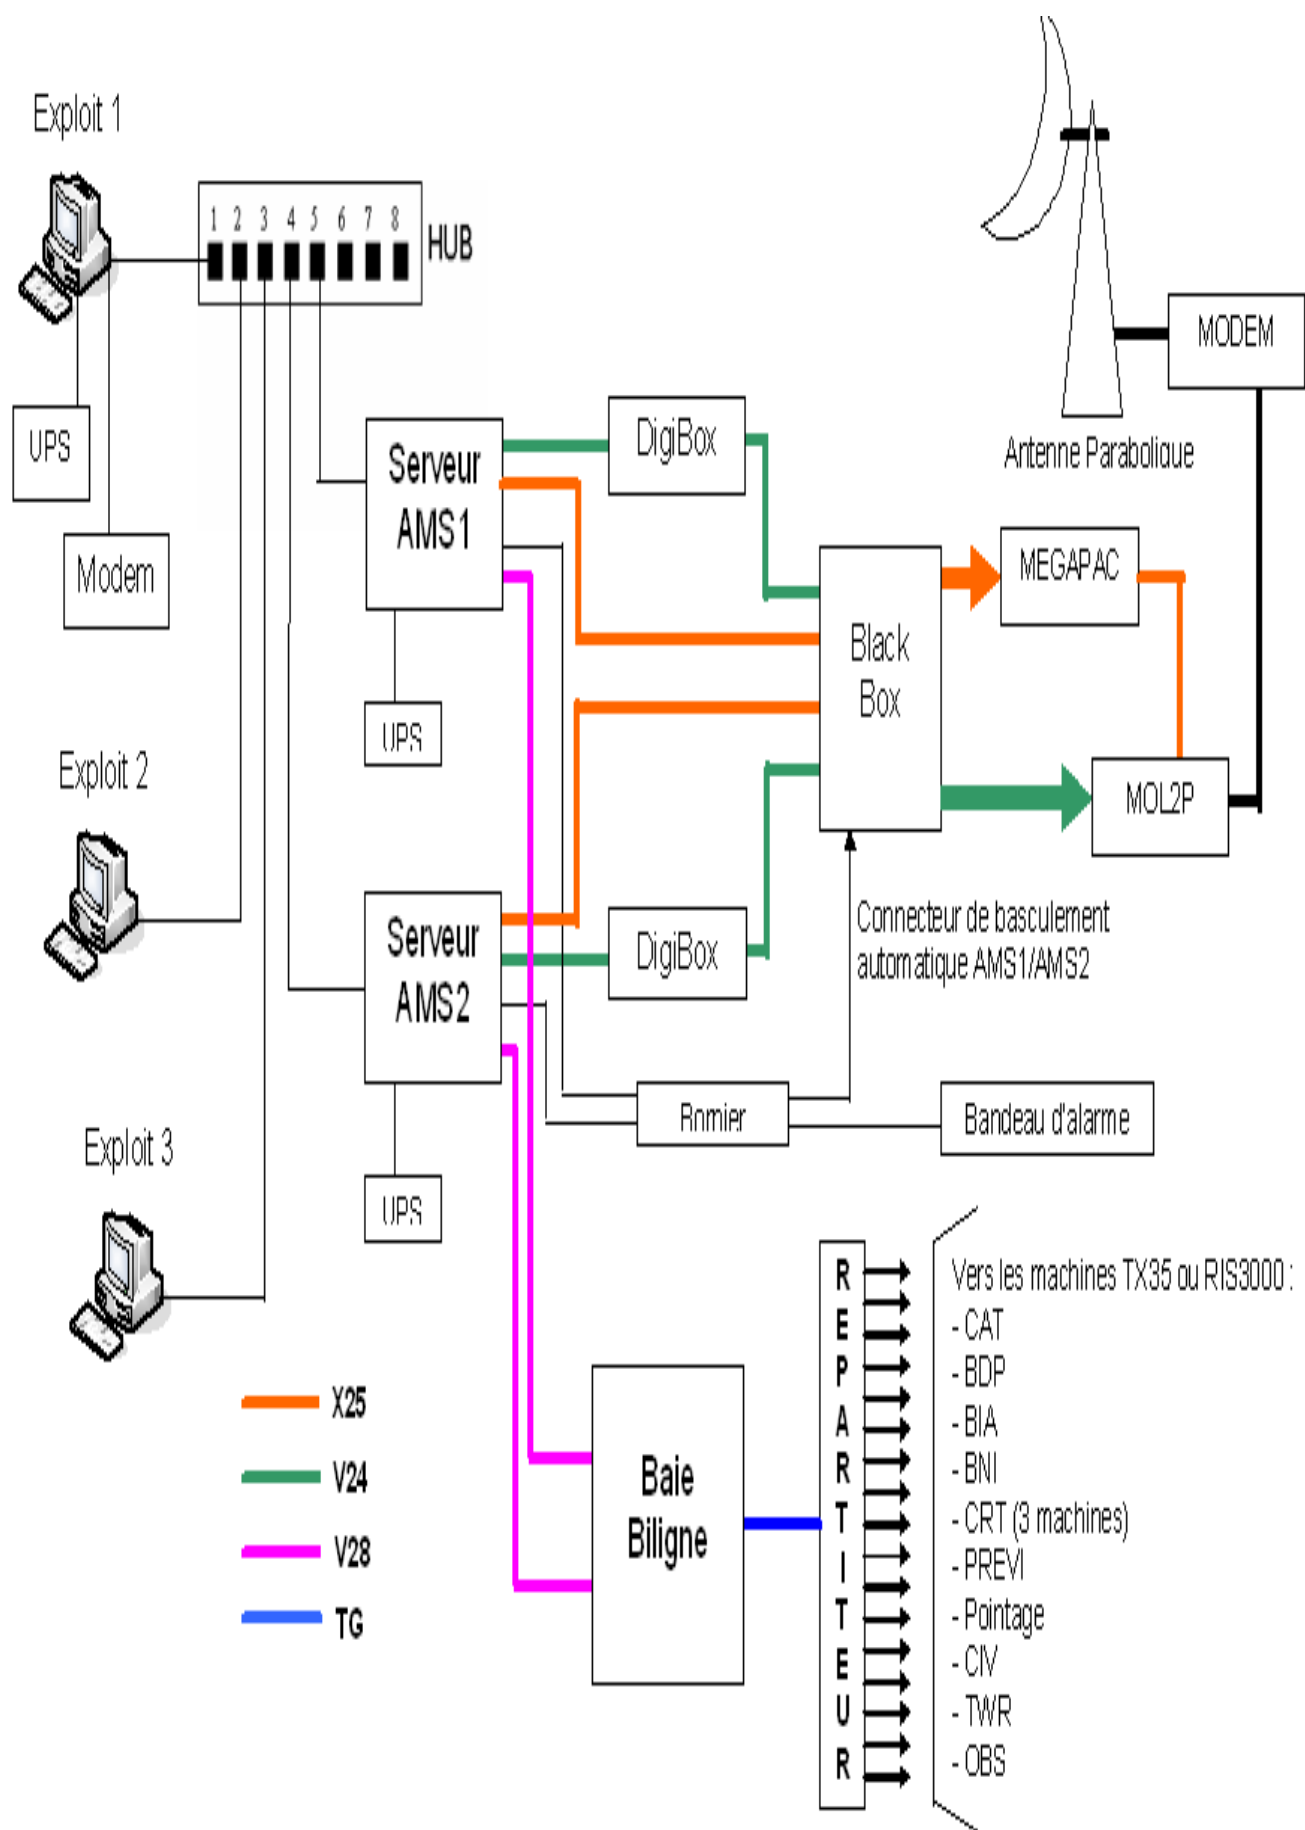 Exploit 1
1 2 3 4 5 6 7 8
HUB
MODEM
UPS
Serveur
AMS1
DigiBox
Antenne Parabolique
Modem
MEGAPAC
Black
Box
UPS
Exploit 2
MOL2P
Serveur
AMS2
DigiBox
Connecteur de basculement
automatique AMS1/AMS2
Exploit 3
Bornier
Bandeau d'alarme
UPS
REPARTITEUR
Vers les machines TX35 ou RIS3000 :
- CAT
- BDP
- BIA
- BNI
- CRT (3 machines)
- PREVI
- Pointage
- CIV
- TWR
- OBS
X25
V24
V28
TG
Baie
Biligne